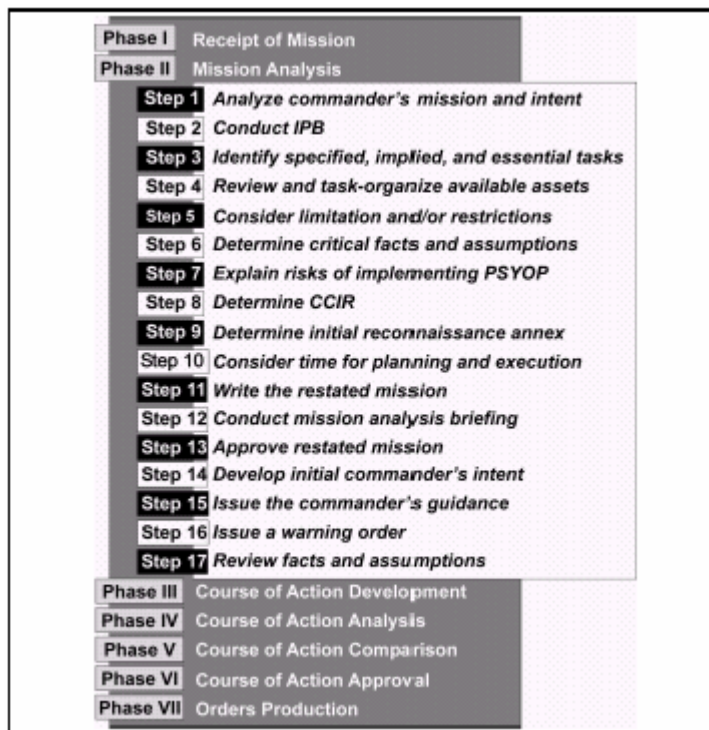 Phase I Receipt of Mission
Phase II Mission Analysis
Step 1 Analyze commander's mission and intent
Step 2 Conduct IPB
Step 3 Identify specified, implied, and essential tasks
Step 4 Review and task-organize available assets
Step 5 Consider limitation and/or restrictions
Step 6 Determine critical facts and assumptions
Step 7 Explain risks of implementing PSYOP
Step 8 Determine CCIR
Step 9 Determine initial reconnaissance annex
Step 10 Consider time for planning and execution
Step 11 Write the restated mission
Step 12 Conduct mission analysis briefing
Step 13 Approve restated mission
Step 14 Develop initial commander's intent
Step 15 Issue the commander's guidance
Step 16 Issue a warning order
Step 17 Review facts and assumptions
Phase III Course of Action Development
Phase IV Course of Action Analysis
Phase V Course of Action Comparison
Phase VI Course of Action Approval
Phase VII Orders Production